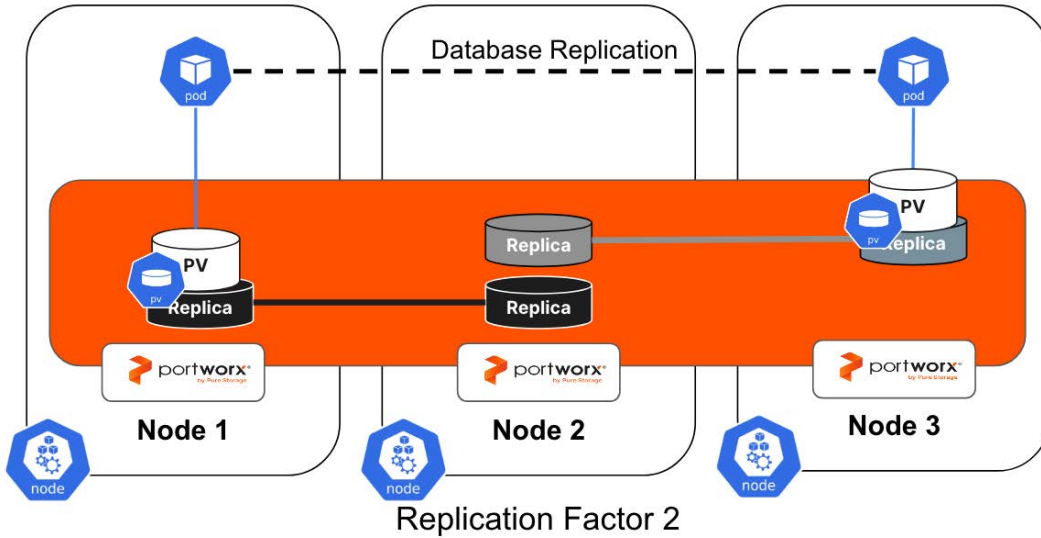 Database Replication
pod
pod
PV
pv
Replica
Replica
Replica
PV
pv
Replica
portworx®
by Pure Storage
portworx®
by Pure Storage
portworx®
by Pure Storage
Node 1
Node 2
Node 3
node
node
node
Replication Factor 2